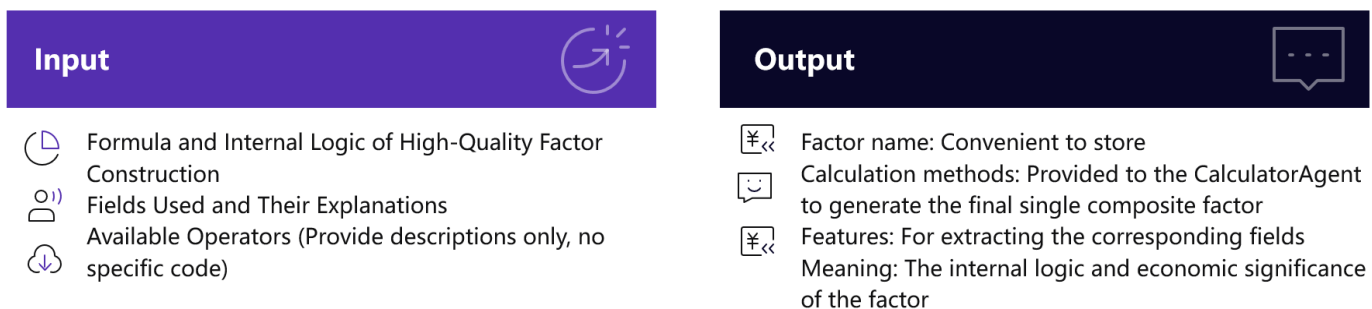 Input
Formula and Internal Logic of High-Quality Factor
Construction
Fields Used and Their Explanations
Available Operators (Provide descriptions only, no
specific code)
Output
¥
Factor name: Convenient to store
Calculation methods: Provided to the CalculatorAgent
to generate the final single composite factor
¥
Features: For extracting the corresponding fields
Meaning: The internal logic and economic significance
of the factor